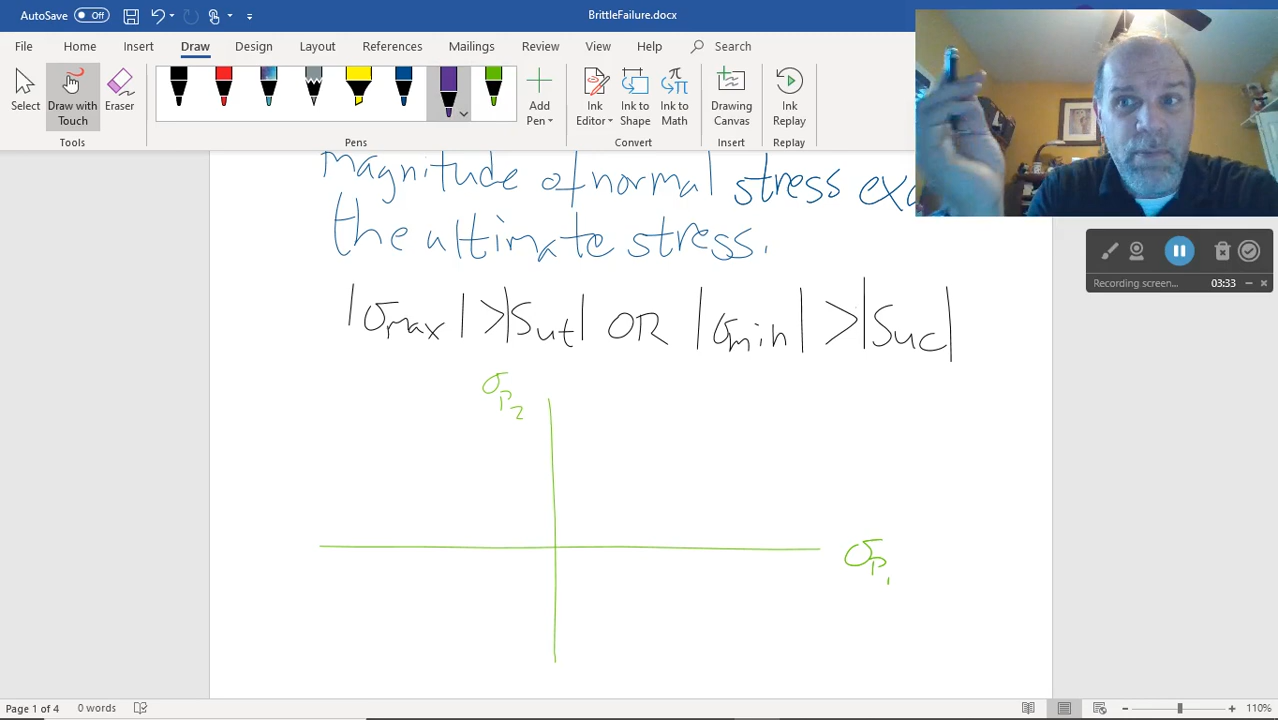 AutoSave Off BrittleFailure.docx
File Home Insert Draw Design Layout References Mailings Review View Help Search
Select Draw with Touch Eraser Add Pen Ink Editor Ink to Shape Ink to Math Drawing Canvas Ink Replay
Tools Pens Convert Insert Replay
magnitude of normal stress exc
the ultimate stress.
|σmax| > |Sut| OR |σmin| > |Suc|
σP2
σP1
Recording screen... 03:33
Page 1 of 4 0 words 110%